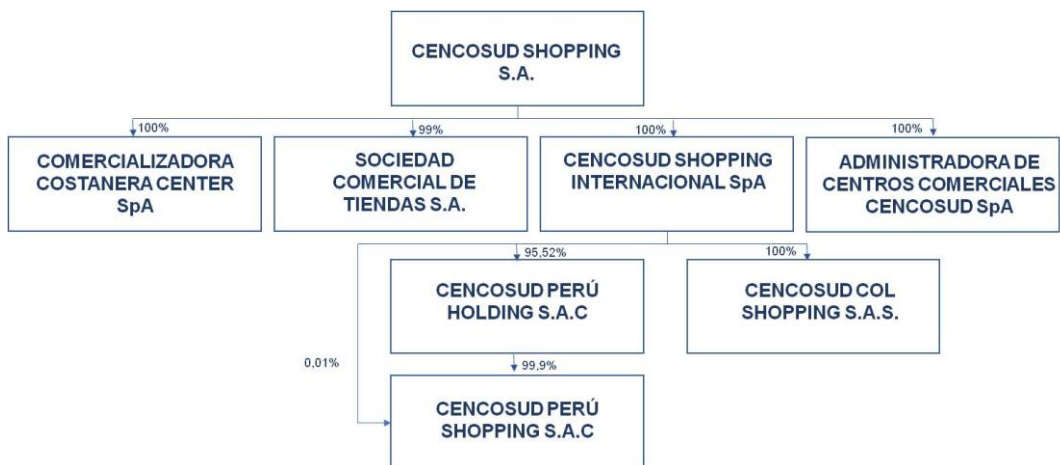 CENCOSUD SHOPPING
S.A.
100%
99%
100%
100%
COMERCIALIZADORA
COSTANERA CENTER
SpA
SOCIEDAD
COMERCIAL DE
TIENDAS S.A.
CENCOSUD SHOPPING
INTERNACIONAL SpA
ADMINISTRADORA DE
CENTROS COMERCIALES
CENCOSUD SpA
95,52%
100%
CENCOSUD PERÚ
HOLDING S.A.C
CENCOSUD COL
SHOPPING S.A.S.
0,01%
99,9%
CENCOSUD PERÚ
SHOPPING S.A.C